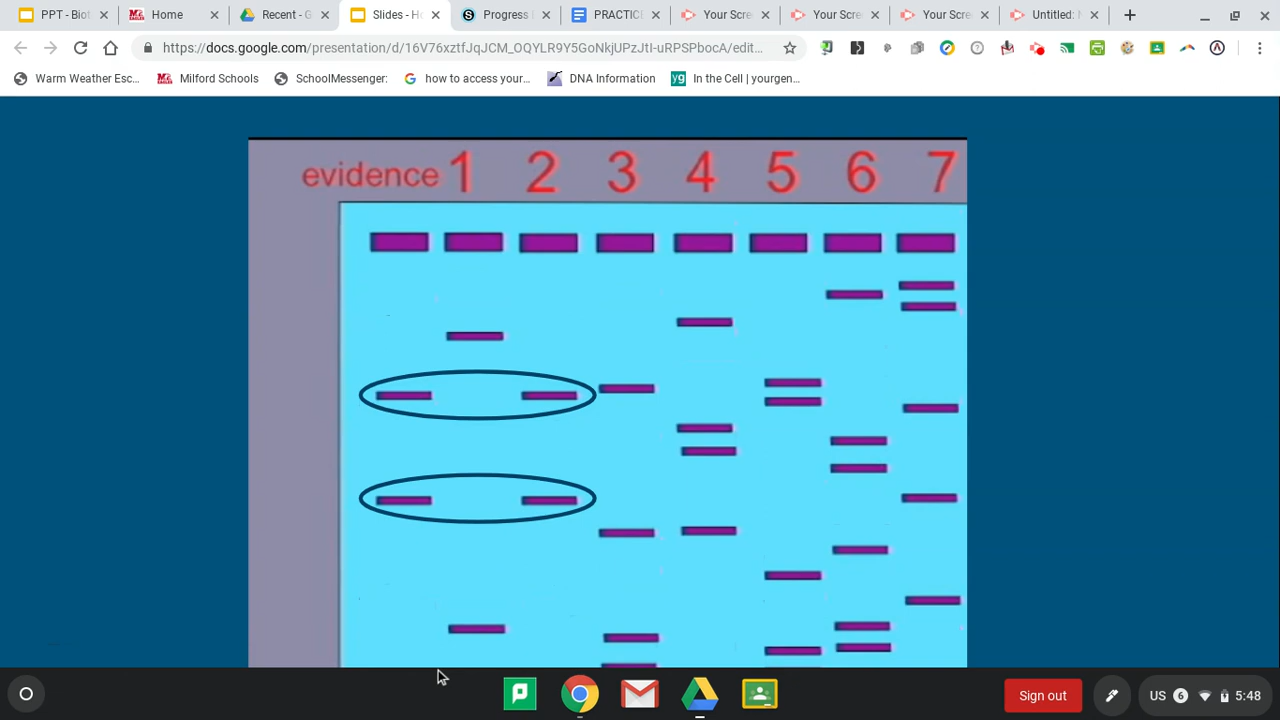 PPT - Biot
Home
Recent - G
Slides - He
Progress
PRACTIC
Your Scre
Your Scre
Your Scre
Untitled:
https://docs.google.com/presentation/d/16V76xztfJqJCM_OQYLR9Y5GoNkjUPzJtI-uRPSPbocA/edit...
Warm Weather Esc...
Milford Schools
SchoolMessenger:
how to access your...
DNA Information
In the Cell | yourgen...
evidence 1 2 3 4 5 6 7
Sign out
US 6 5:48